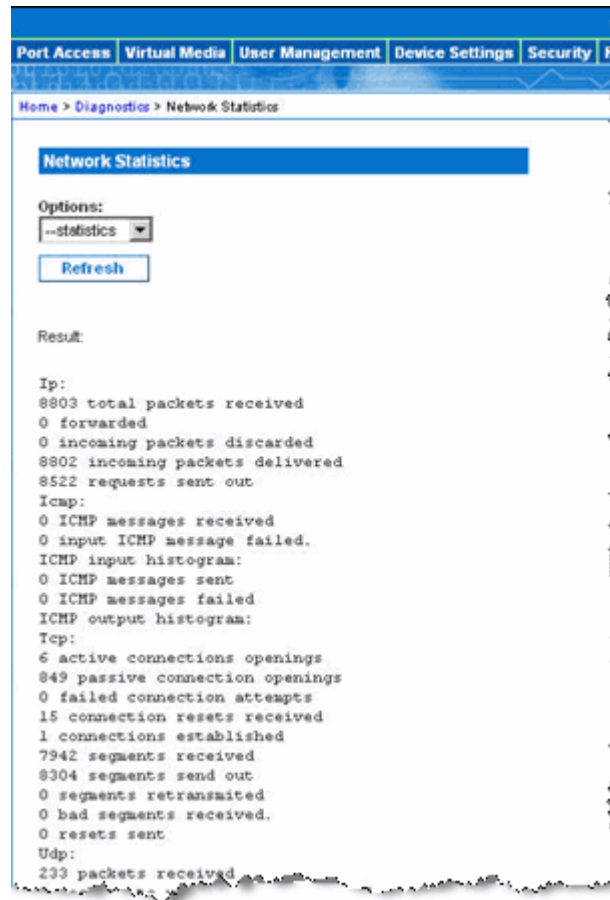 Port Access Virtual Media User Management Device Settings Security
Home > Diagnostics > Network Statistics
Network Statistics
Options:
--statistics
Refresh
Result:
Ip:
8803 total packets received
0 forwarded
0 incoming packets discarded
8802 incoming packets delivered
8522 requests sent out
Icmp:
0 ICMP messages received
0 input ICMP message failed.
ICMP input histogram:
0 ICMP messages sent
0 ICMP messages failed
ICMP output histogram:
Tcp:
6 active connections openings
849 passive connection openings
0 failed connection attempts
15 connection resets received
1 connections established
7942 segments received
8304 segments send out
0 segments retransmited
0 bad segments received.
0 resets sent
Udp:
233 packets received